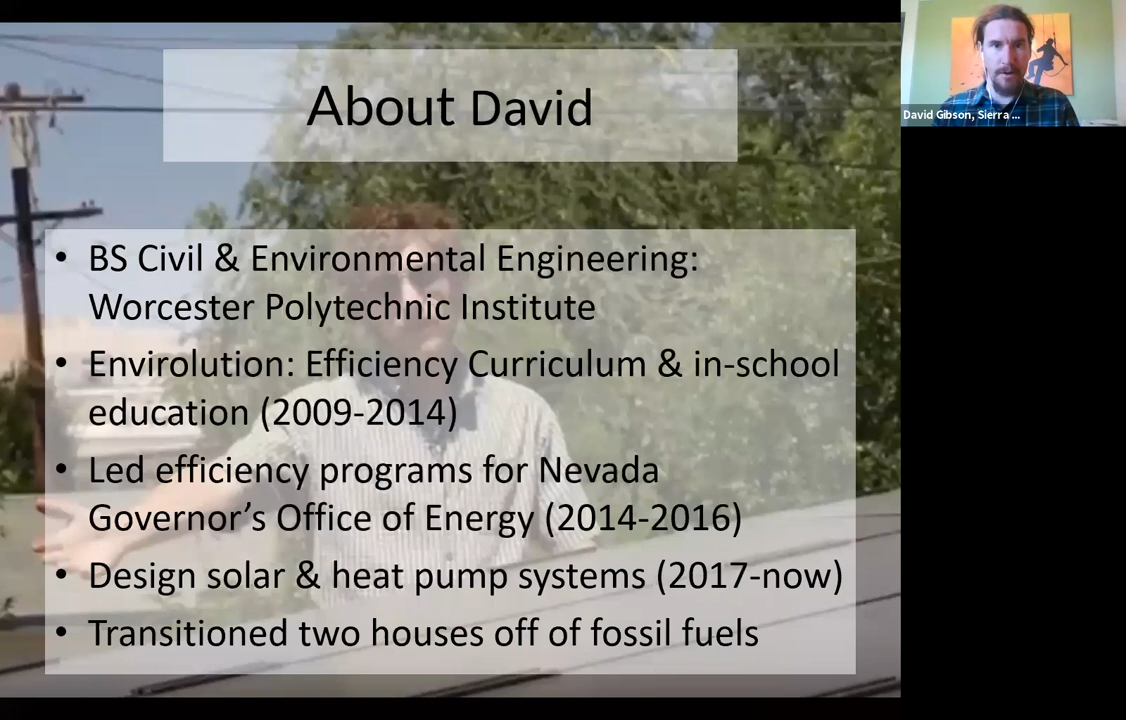 About David
• BS Civil & Environmental Engineering:
Worcester Polytechnic Institute
• Envirolution: Efficiency Curriculum & in-school
education (2009-2014)
• Led efficiency programs for Nevada
Governor’s Office of Energy (2014-2016)
• Design solar & heat pump systems (2017-now)
• Transitioned two houses off of fossil fuels
David Gibson, Sierra ...